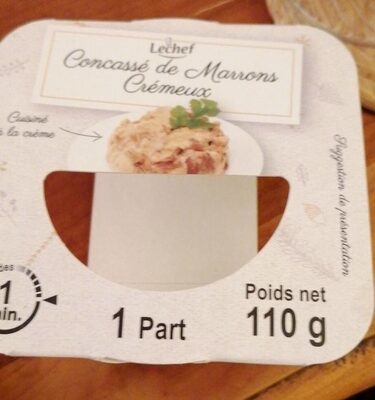 Lechef
Concassé de Marrons
Crémeux
Cuisiné
à la crème
Suggestion de présentation
1
min.
1 Part
Poids net
110 g